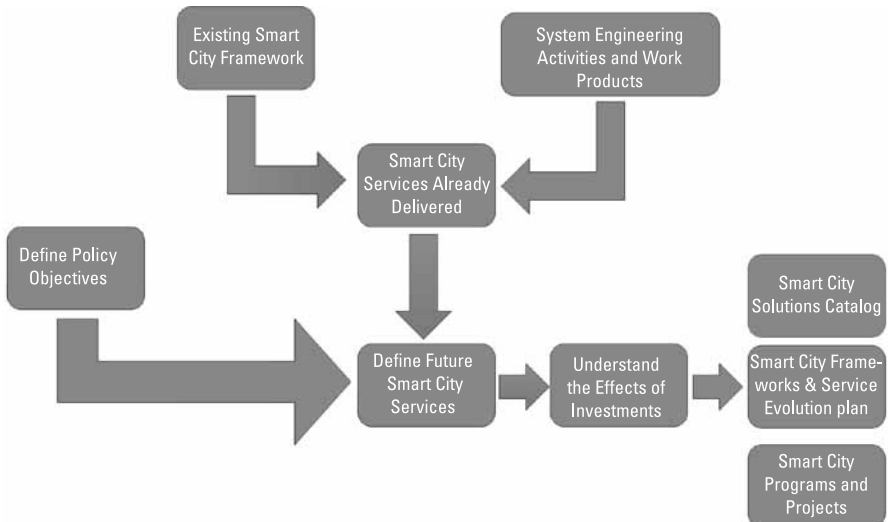 Existing Smart
City Framework
System Engineering
Activities and Work
Products
Smart City
Services Already
Delivered
Define Policy
Objectives
Smart City
Solutions Catalog
Define Future
Smart City
Services
Understand
the Effects of
Investments
Smart City Frame-
works & Service
Evolution plan
Smart City
Programs and
Projects